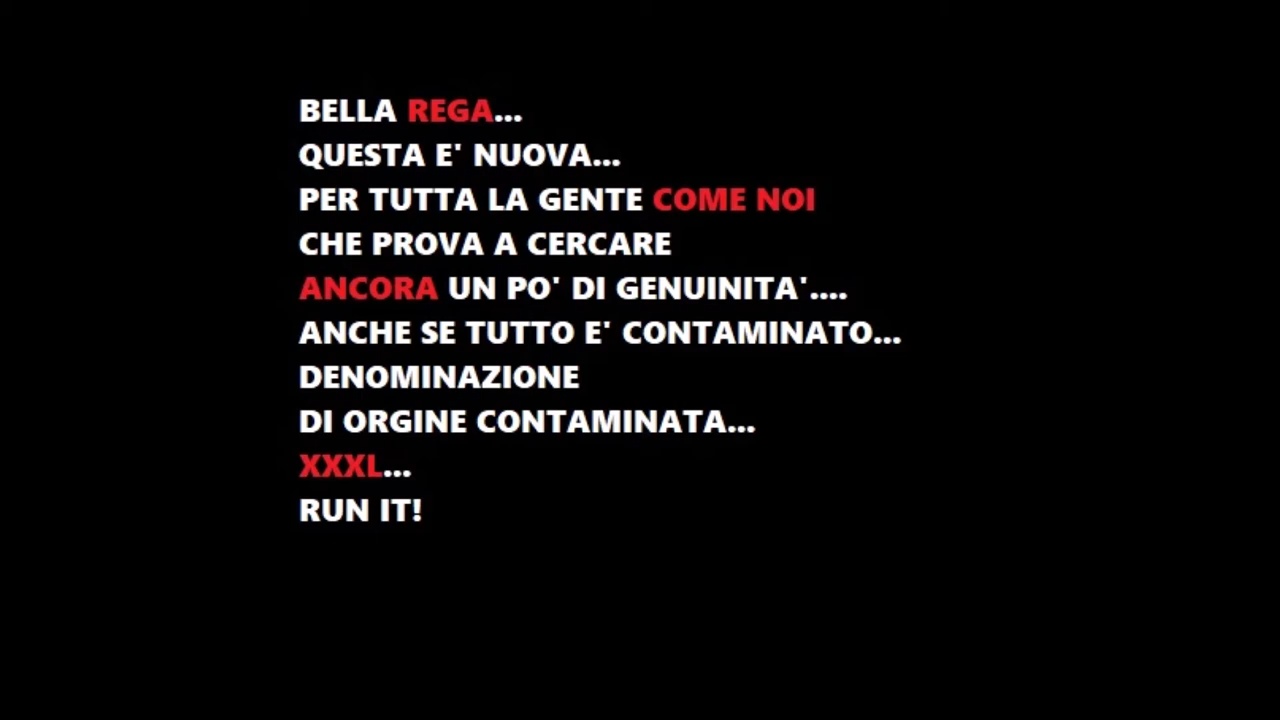 BELLA REGA...
QUESTA E' NUOVA...
PER TUTTA LA GENTE COME NOI
CHE PROVA A CERCARE
ANCORA UN PO' DI GENUINITA'....
ANCHE SE TUTTO E' CONTAMINATO...
DENOMINAZIONE
DI ORGINE CONTAMINATA...
XXXL...
RUN IT!